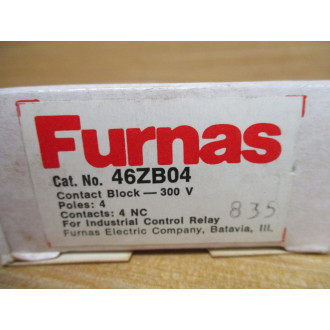 Furnas
Cat. No. 46ZB04
Contact Block — 300 V
Poles: 4
Contacts: 4 NC
For Industrial Control Relay
Furnas Electric Company, Batavia, Ill.
835